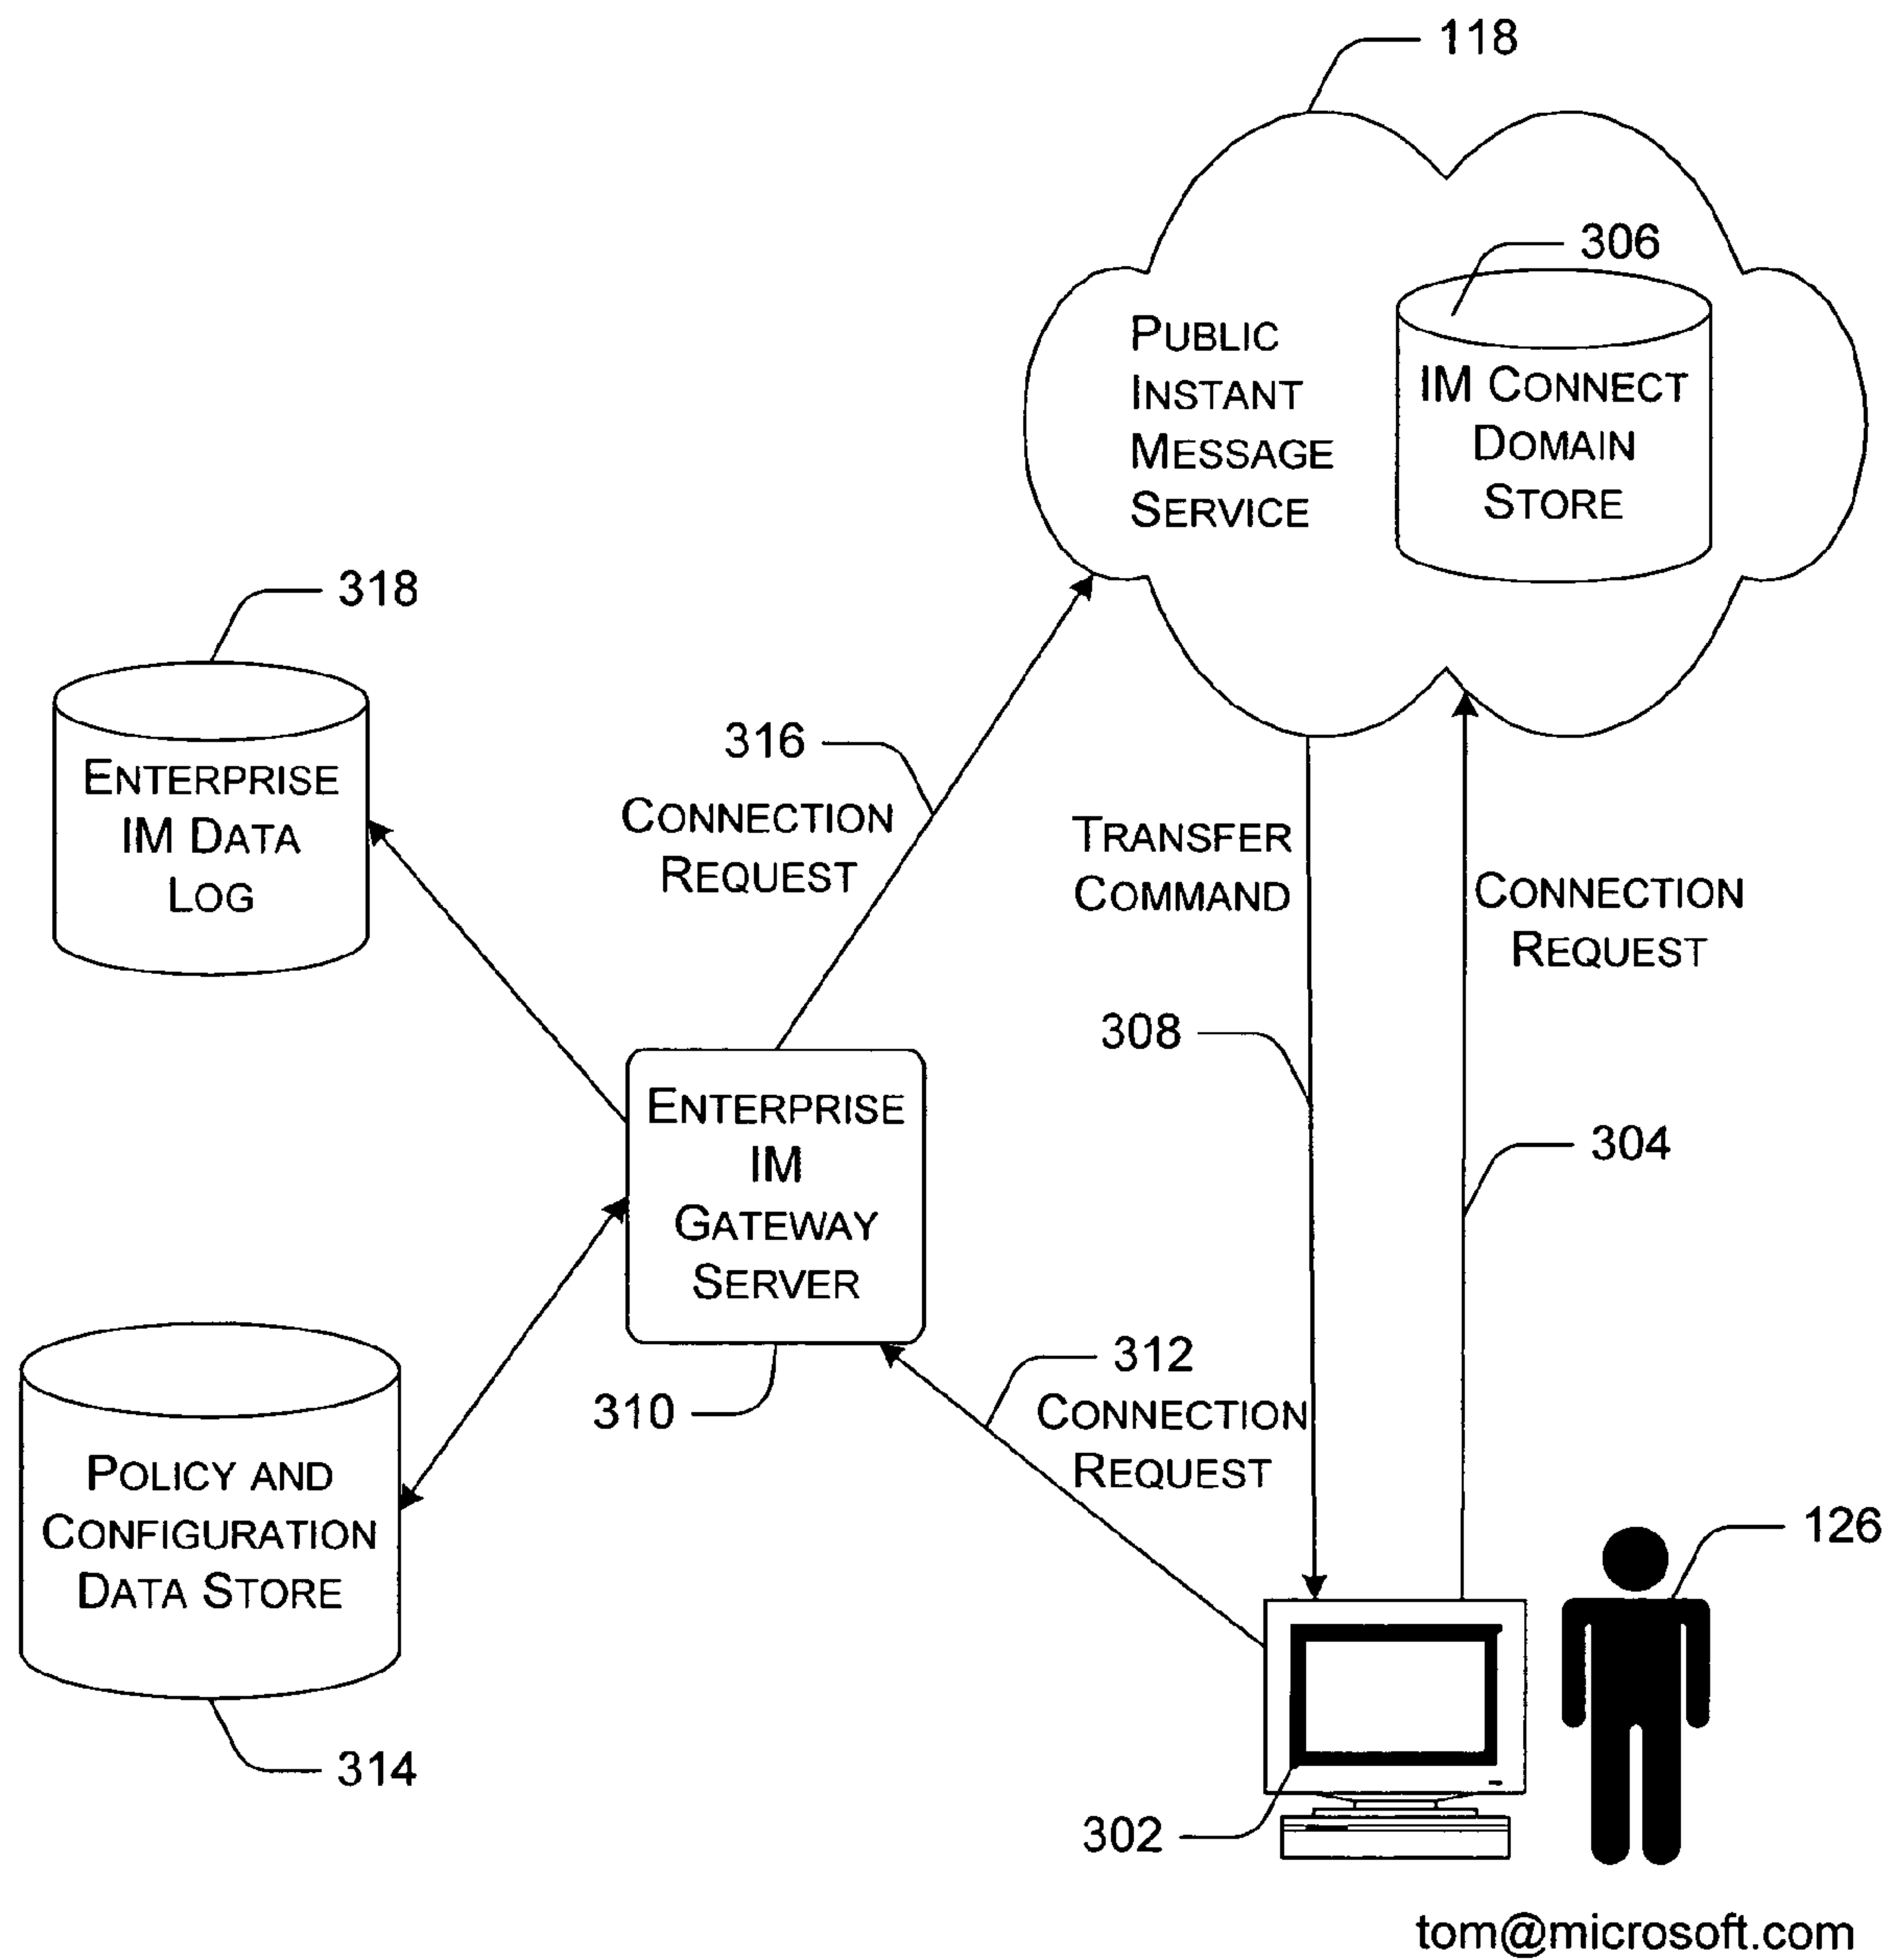 118
306
PUBLIC
INSTANT
MESSAGE
SERVICE
IM CONNECT
DOMAIN
STORE
318
ENTERPRISE
IM DATA
LOG
316
CONNECTION
REQUEST
TRANSFER
COMMAND
CONNECTION
REQUEST
308
304
ENTERPRISE
IM
GATEWAY
SERVER
310
312
CONNECTION
REQUEST
POLICY AND
CONFIGURATION
DATA STORE
314
126
302
tom@microsoft.com